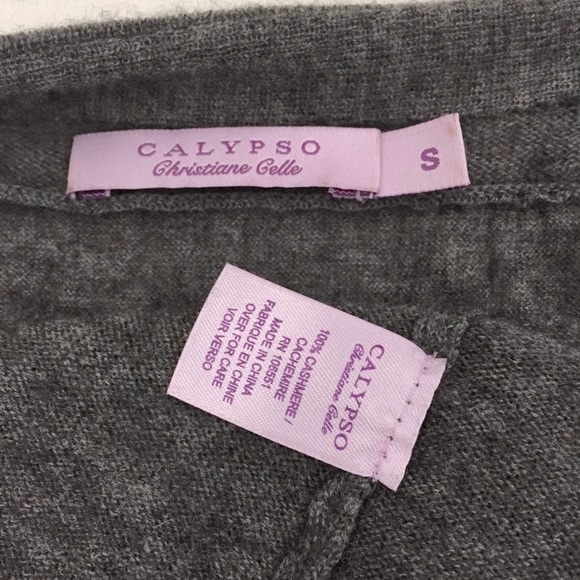 CALYPSO
Christiane Celle
S
CALYPSO
Christiane Celle
100% CASHMERE /
CACHEMIRE
RN 106551
MADE IN CHINA
FABRIQUE EN CHINE
OVER FOR CARE
VOIR VERSO